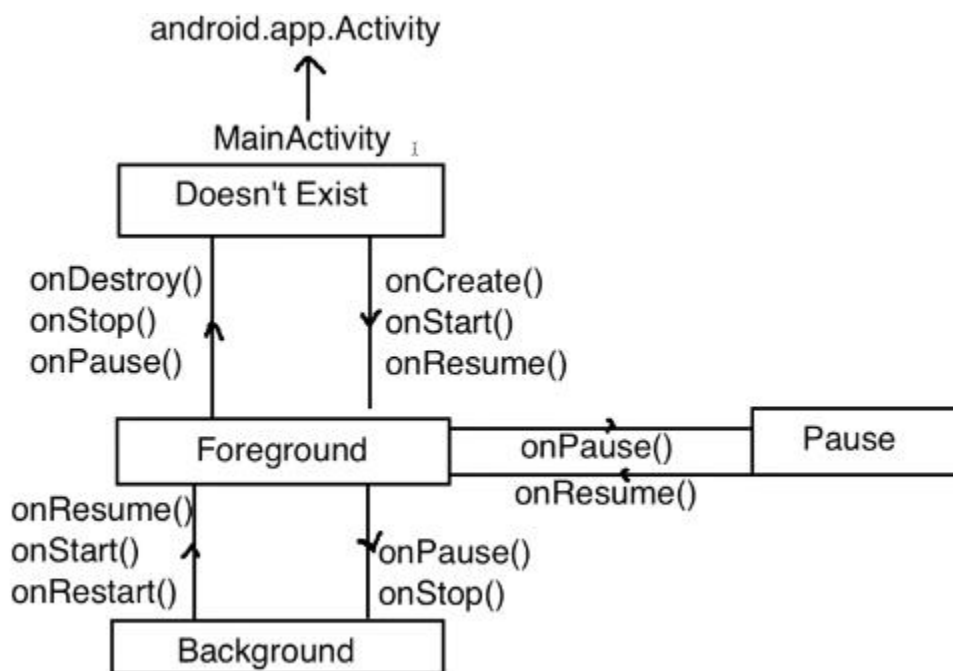 android.app.Activity
MainActivity
Doesn't Exist
onDestroy()
onStop()
onPause()
onCreate()
onStart()
onResume()
Foreground
onPause()
onResume()
Pause
onResume()
onStart()
onRestart()
onPause()
onStop()
Background